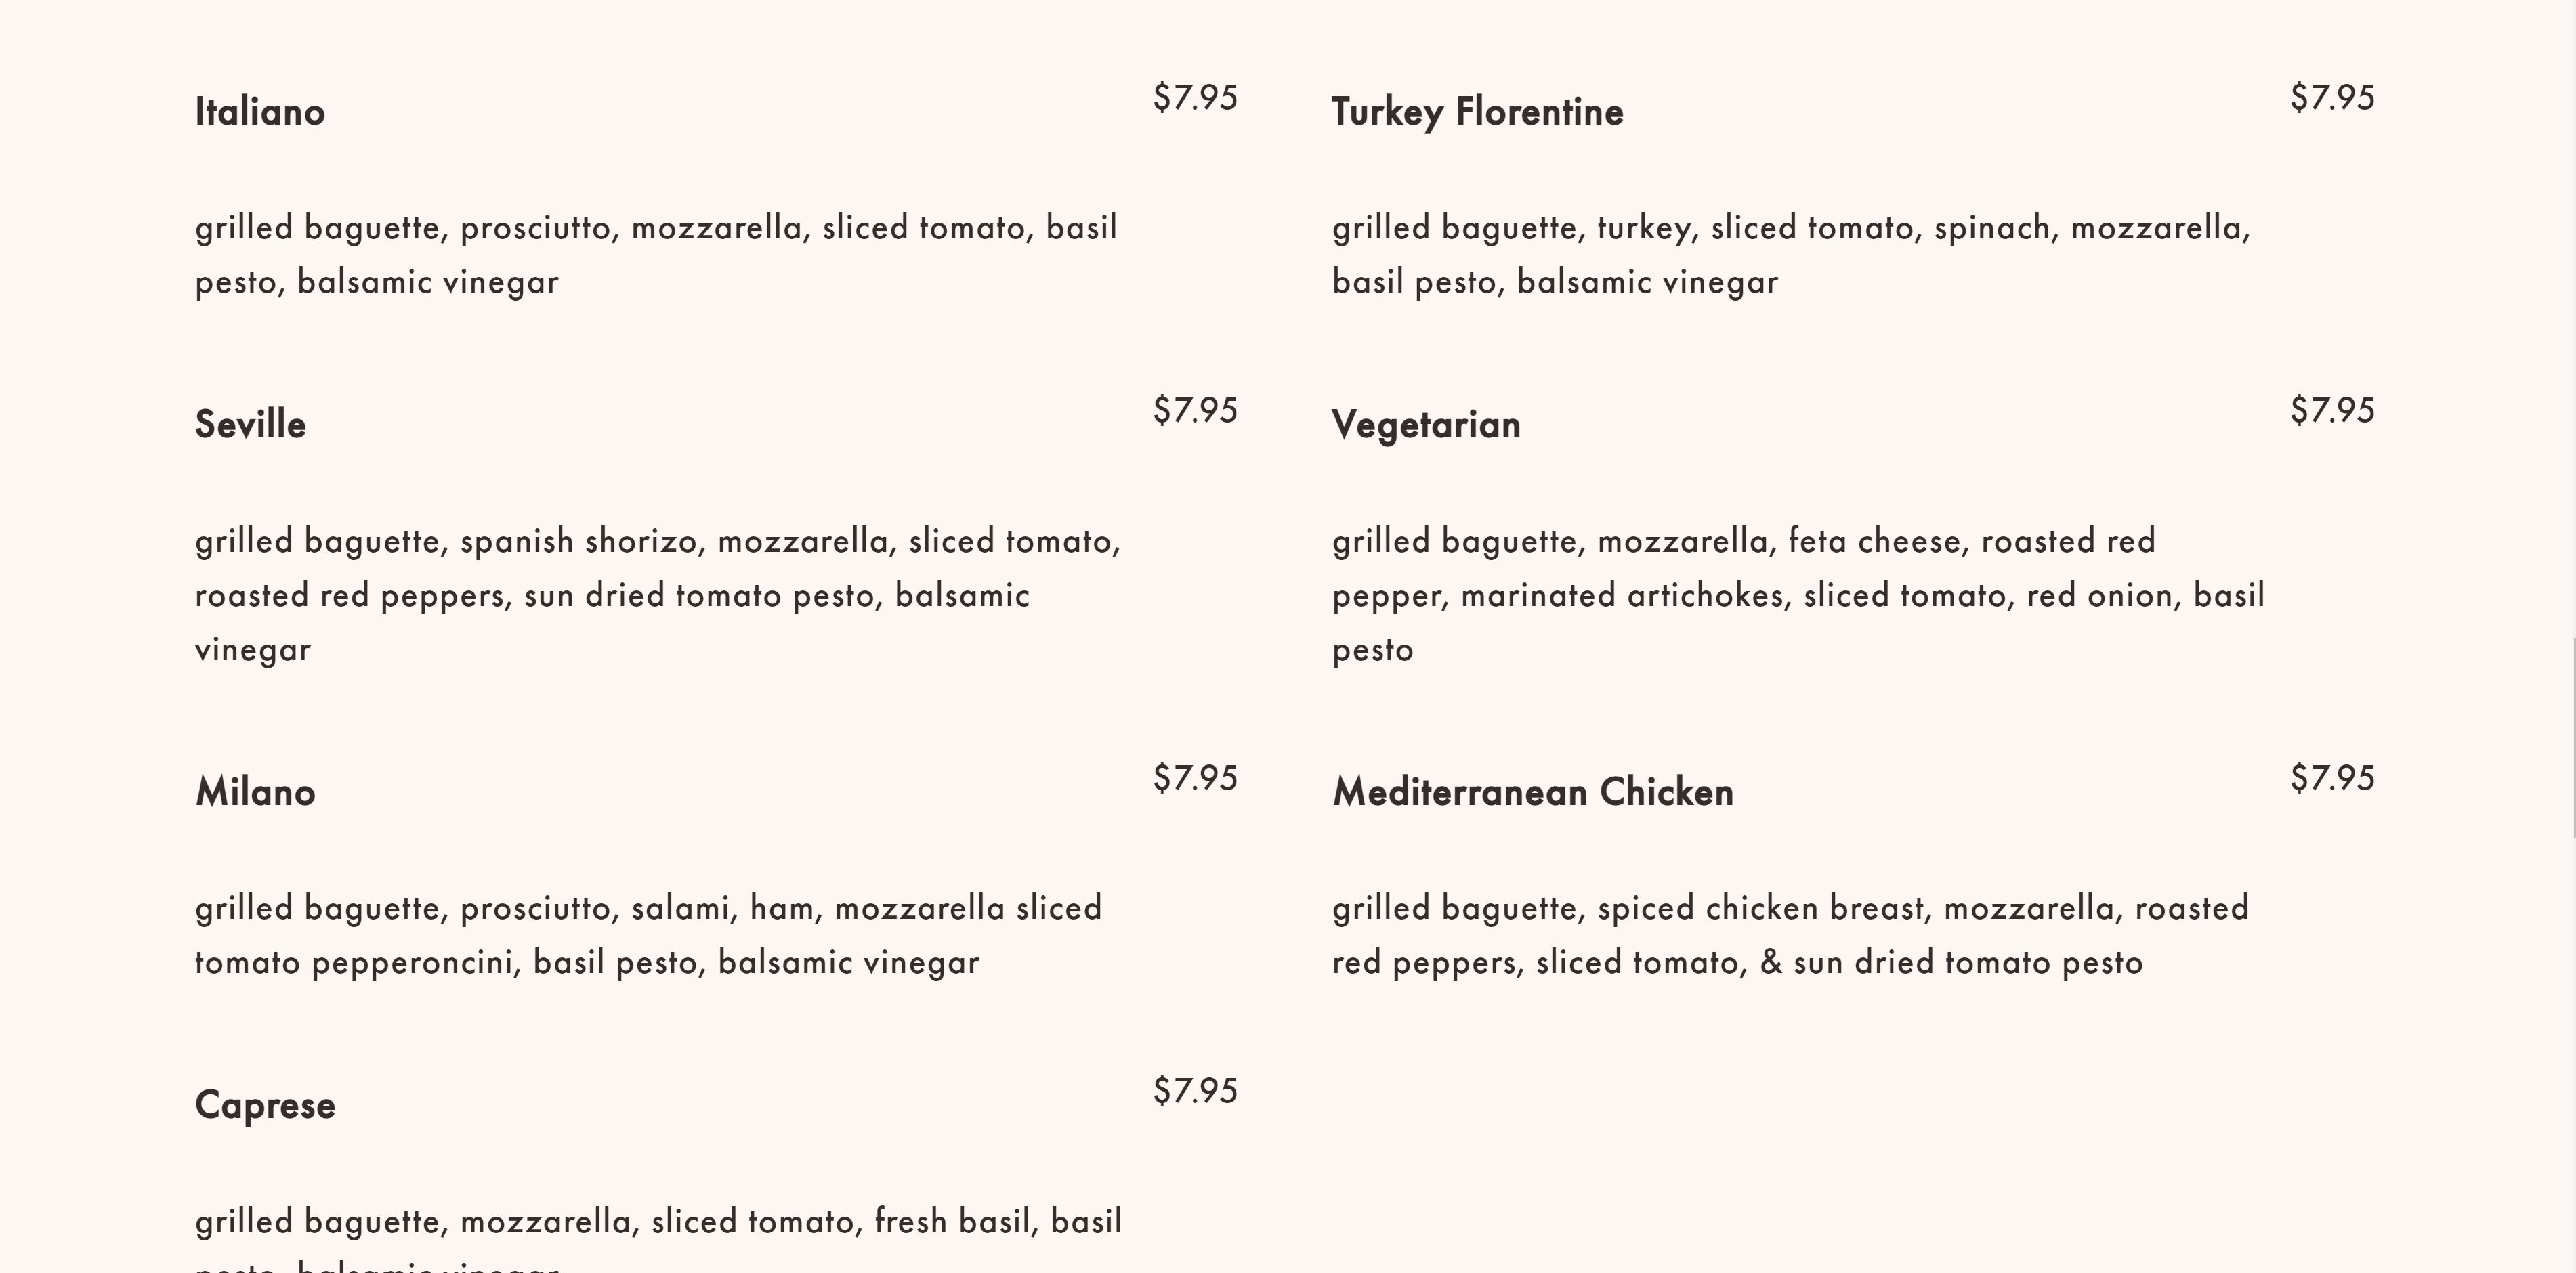 Italiano
$7.95
grilled baguette, prosciutto, mozzarella, sliced tomato, basil
pesto, balsamic vinegar
Turkey Florentine
$7.95
grilled baguette, turkey, sliced tomato, spinach, mozzarella,
basil pesto, balsamic vinegar
Seville
$7.95
grilled baguette, spanish shorizo, mozzarella, sliced tomato,
roasted red peppers, sun dried tomato pesto, balsamic
vinegar
Vegetarian
$7.95
grilled baguette, mozzarella, feta cheese, roasted red
pepper, marinated artichokes, sliced tomato, red onion, basil
pesto
Milano
$7.95
grilled baguette, prosciutto, salami, ham, mozzarella sliced
tomato pepperoncini, basil pesto, balsamic vinegar
Mediterranean Chicken
$7.95
grilled baguette, spiced chicken breast, mozzarella, roasted
red peppers, sliced tomato, & sun dried tomato pesto
Caprese
$7.95
grilled baguette, mozzarella, sliced tomato, fresh basil, basil
pesto, balsamic vinegar